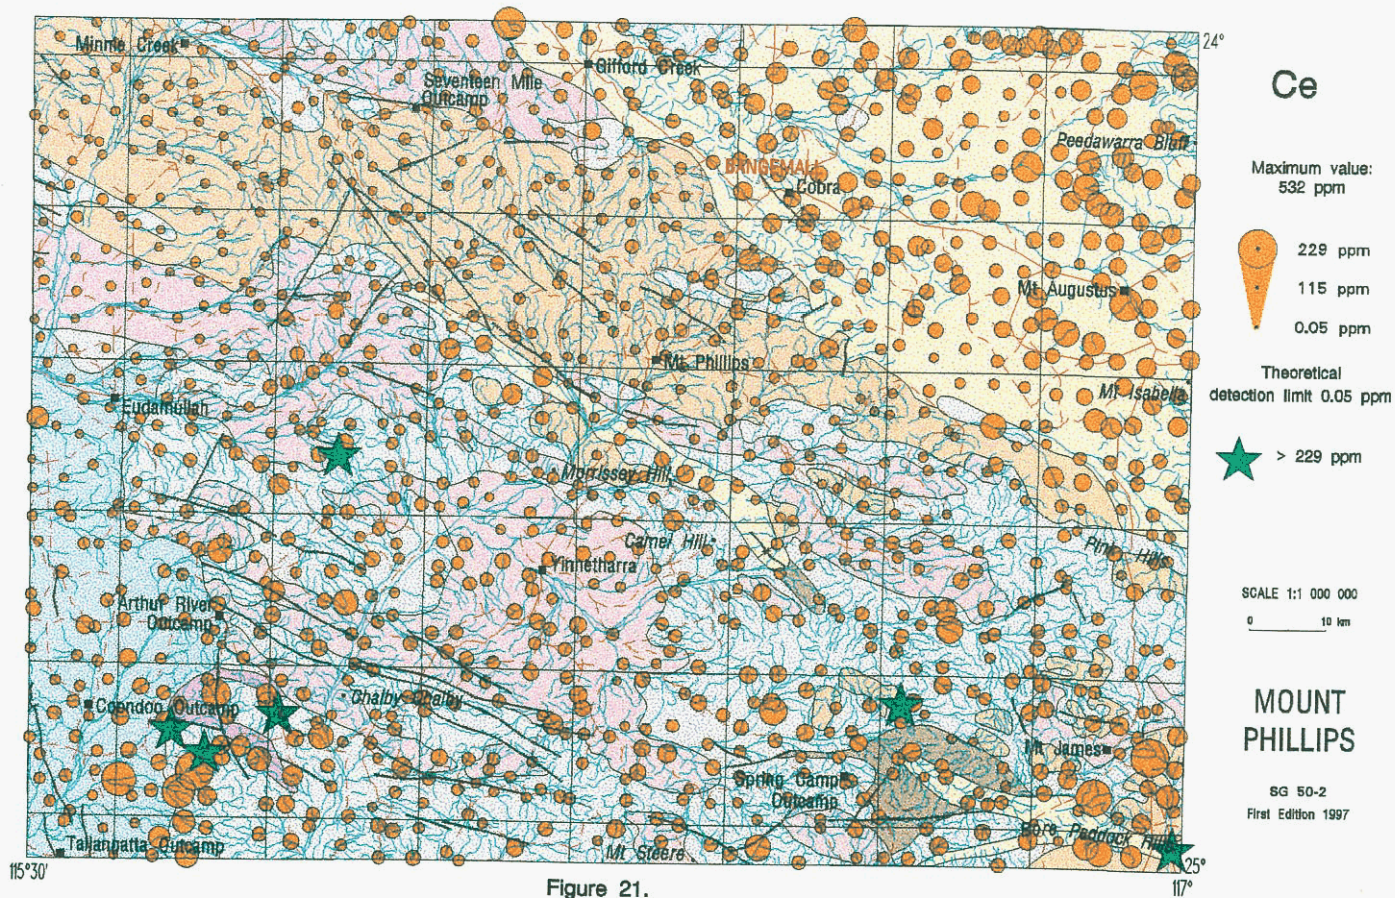 24°
Minnie Creek
Gifford Creek
Seventeen Mile
Outcamp
Ce
Peedawarra Bluff
BANGEMALL
Cobra
Maximum value:
532 ppm
229 ppm
115 ppm
0.05 ppm
Mt Augustus
Mt Phillips
Theoretical
detection limit 0.05 ppm
Mt Isabella
Eudamullah
> 229 ppm
Morrissey Hill
Camel Hill
Pink Hills
Yinnetharra
SCALE 1:1 000 000
0 10 km
Arthur River
Outcamp
Chalby Chalby
Coondoo Outcamp
MOUNT
PHILLIPS
Mt James
Spring Camp
Outcamp
SG 50-2
First Edition 1997
Bore Paddock Hills
Tallangatta Outcamp
Mt Steere
25°
115°30'
117°
Figure 21.